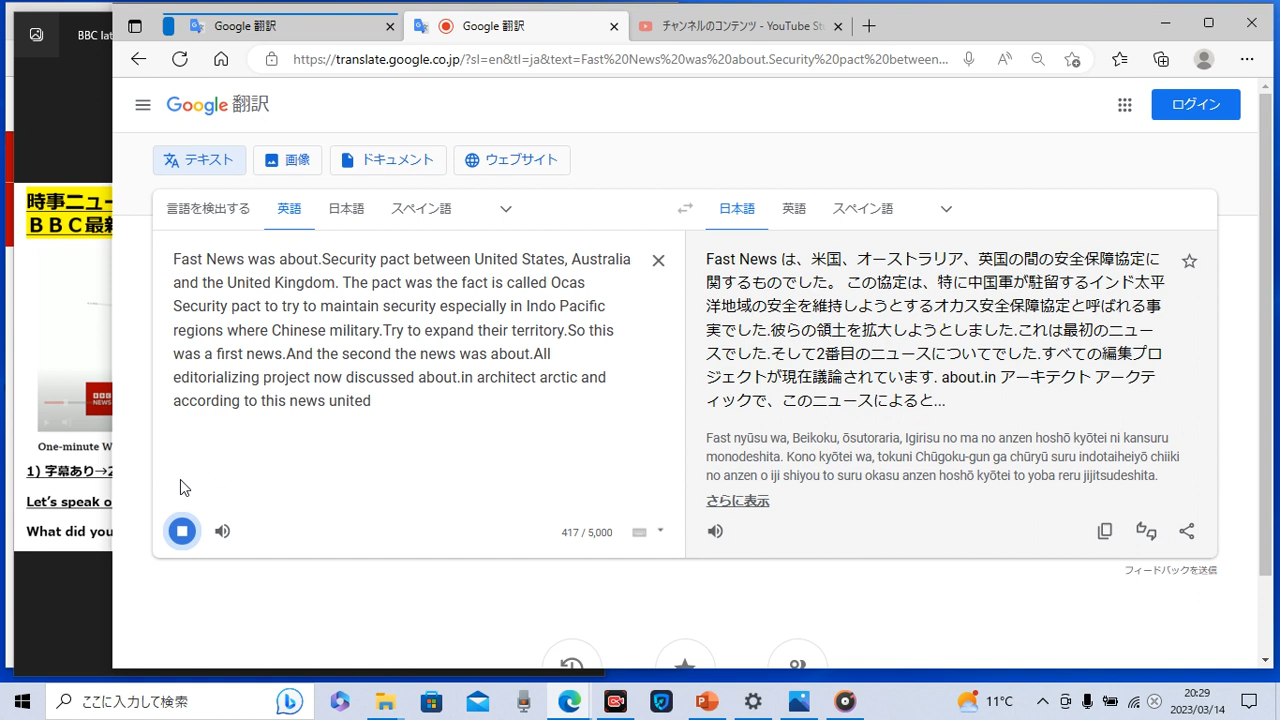 BBC lat
Google 翻訳
Google 翻訳
チャンネルのコンテンツ - YouTube St
https://translate.google.co.jp/?sl=en&tl=ja&text=Fast%20News%20was%20about.Security%20pact%20between...
Google 翻訳
ログイン
テキスト
画像
ドキュメント
ウェブサイト
言語を検出する
英語
日本語
スペイン語
日本語
英語
スペイン語
時事ニュー
ＢＢＣ最新
BBC
NEWS
One-minute W
1) 字幕あり→2
Let's speak o
What did you
Fast News was about.Security pact between United States, Australia
and the United Kingdom. The pact was the fact is called Ocas
Security pact to try to maintain security especially in Indo Pacific
regions where Chinese military.Try to expand their territory.So this
was a first news.And the second the news was about.All
editorializing project now discussed about.in architect arctic and
according to this news united
417 / 5,000
Fast News は、米国、オーストラリア、英国の間の安全保障協定に
関するものでした。 この協定は、特に中国軍が駐留するインド太平
洋地域の安全を維持しようとするオカス安全保障協定と呼ばれる事
実でした.彼らの領土を拡大しようとしました.これは最初のニュー
スでした.そして2番目のニュースについてでした.すべての編集プロ
ジェクトが現在議論されています. about.in アーキテクト アークテ
ィックで、このニュースによると...
Fast nyūsu wa, Beikoku, ōsutoraria, Igirisu no ma no anzen hoshō kyōtei ni kansuru
monodeshita. Kono kyōtei wa, tokuni Chūgoku-gun ga chūryū suru indotaiheiyō chiiki
no anzen o iji shiyou to suru okasu anzen hoshō kyōtei to yoba reru jijitsudeshita.
さらに表示
フィードバックを送信
ここに入力して検索
11°C
20:29
2023/03/14